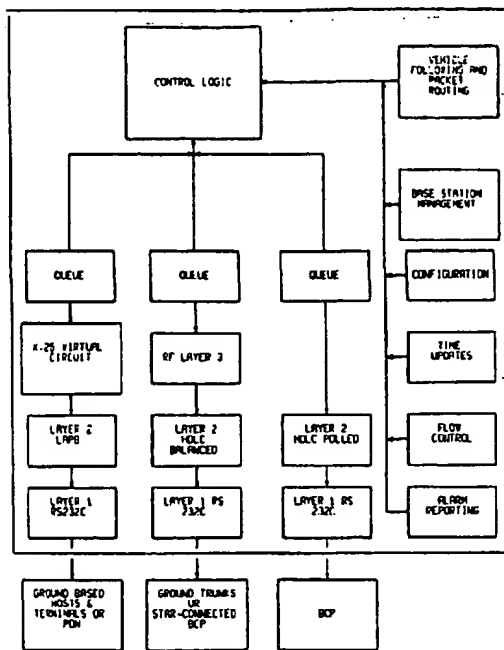 CONTROL LOGIC
VEHICLE
FOLLOWING AND
PACKET
ROUTING
BASE STATION
MANAGEMENT
CONFIGURATION
TIME
UPDATES
FLOW
CONTROL
ALARM
REPORTING
QUEUE
QUEUE
QUEUE
X-25 VIRTUAL
CIRCUIT
RF LAYER 3
LAYER 2
LAPB
LAYER 2
HDLC
BALANCED
LAYER 2
HDLC POLLED
LAYER 1
RS232C
LAYER 1 RS
232C
LAYER 1 RS
232C
GROUND BASED
HOSTS &
TERMINALS OR
PDN
GROUND TRUNKS
OR
STAR-CONNECTED
BCP
BCP